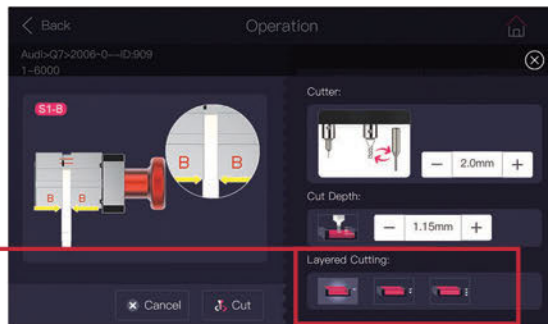 Back
Operation
Audi>Q7>2006-0---ID:909
1-6000
S1-B
B
B
B
B
Cutter:
2.0mm
Cut Depth:
1.15mm
Layered Cutting:
Cancel
Cut